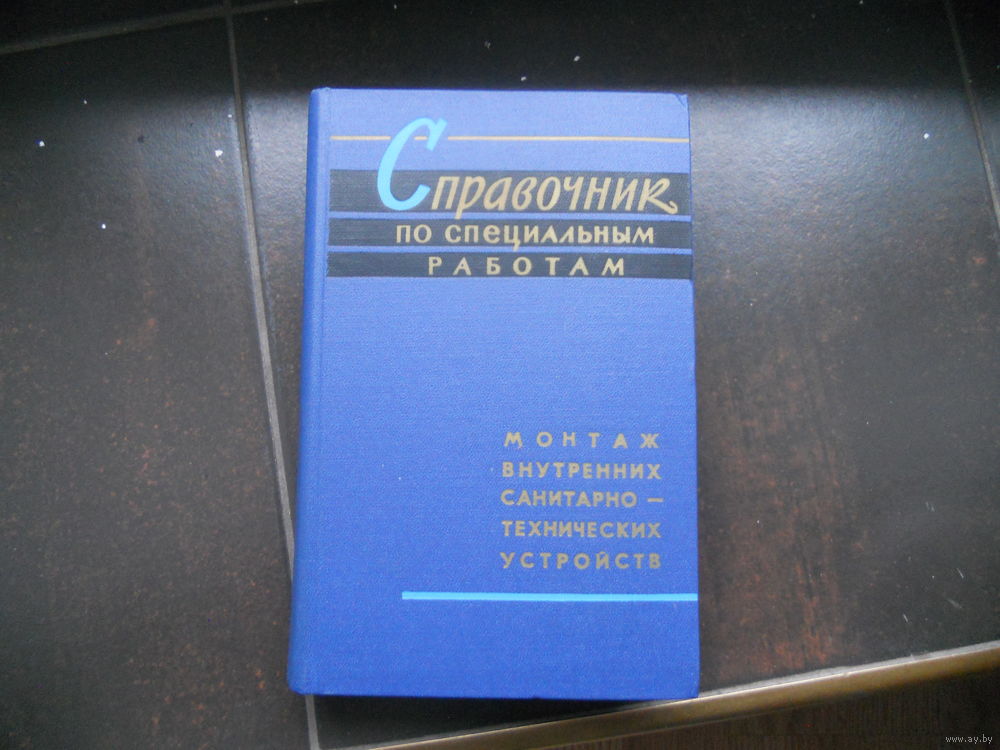 Справочник
по специальным
работам
монтаж
внутренних
санитарно —
технических
устройств
www.ay.by